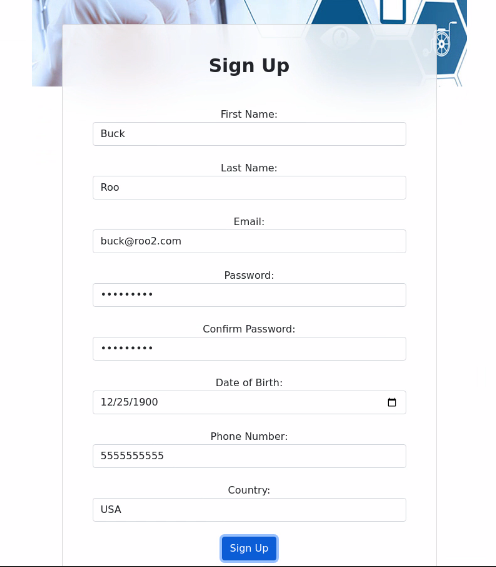 Sign Up
First Name:
Buck
Last Name:
Roo
Email:
buck@roo2.com
Password:
•••••••••
Confirm Password:
•••••••••
Date of Birth:
12/25/1900
Phone Number:
5555555555
Country:
USA
Sign Up